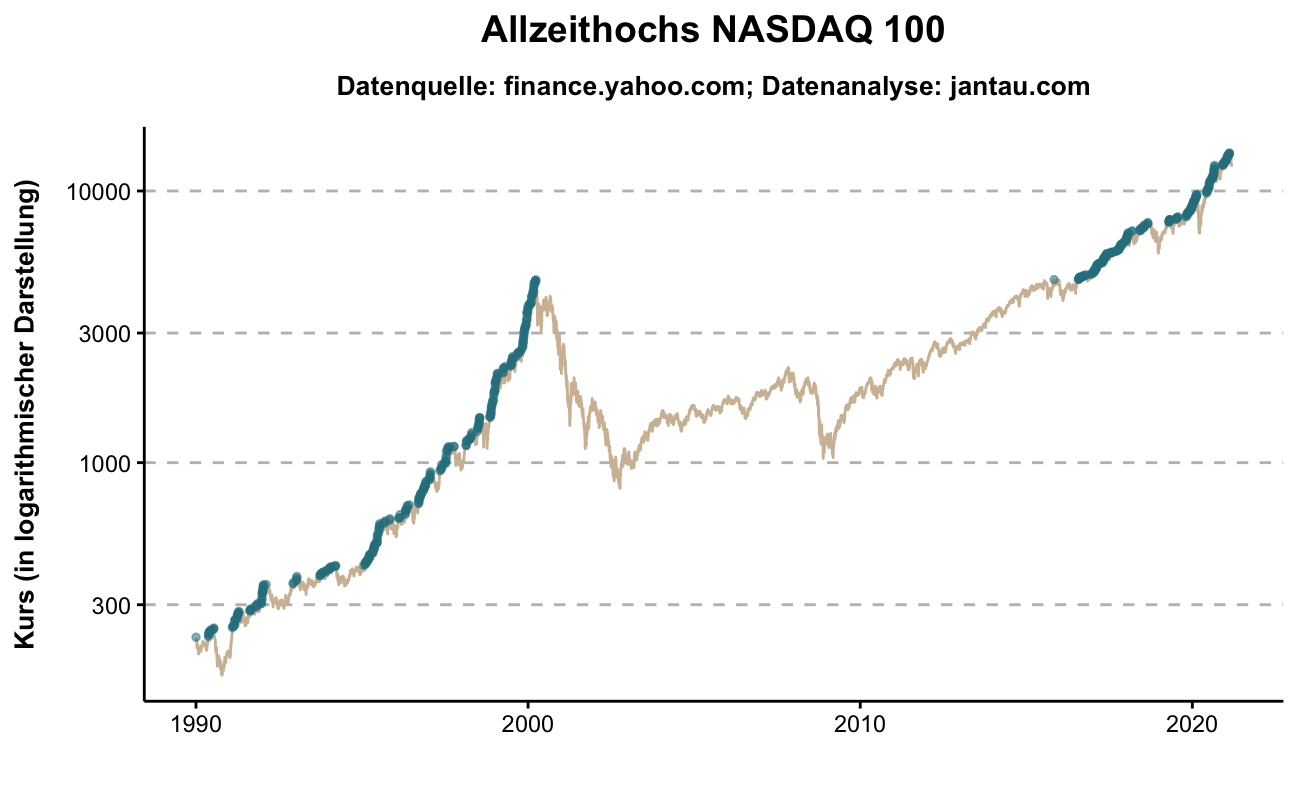 Allzeithochs NASDAQ 100
Datenquelle: finance.yahoo.com; Datenanalyse: jantau.com
Kurs (in logarithmischer Darstellung)
10000
3000
1000
300
1990
2000
2010
2020